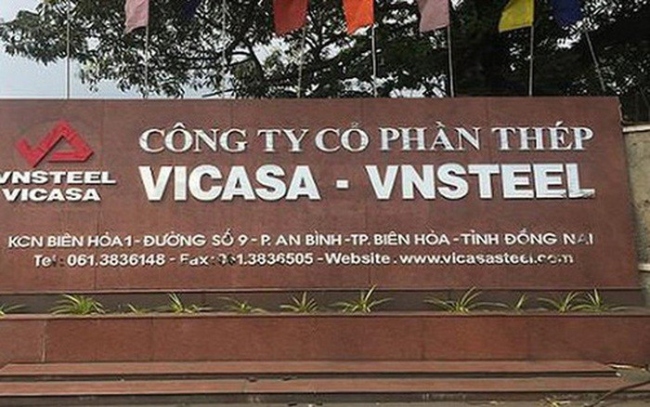 CÔNG TY CỔ PHẦN THÉP
VICASA - VNSTEEL
VNSTEEL
VICASA
KCN BIÊN HÒA 1 - ĐƯỜNG SỐ 9 - P. AN BÌNH - TP. BIÊN HÒA - TỈNH ĐỒNG NAI
Tel: 061.3836148 - Fax: 061.3836505 - Website: www.vicasasteel.com